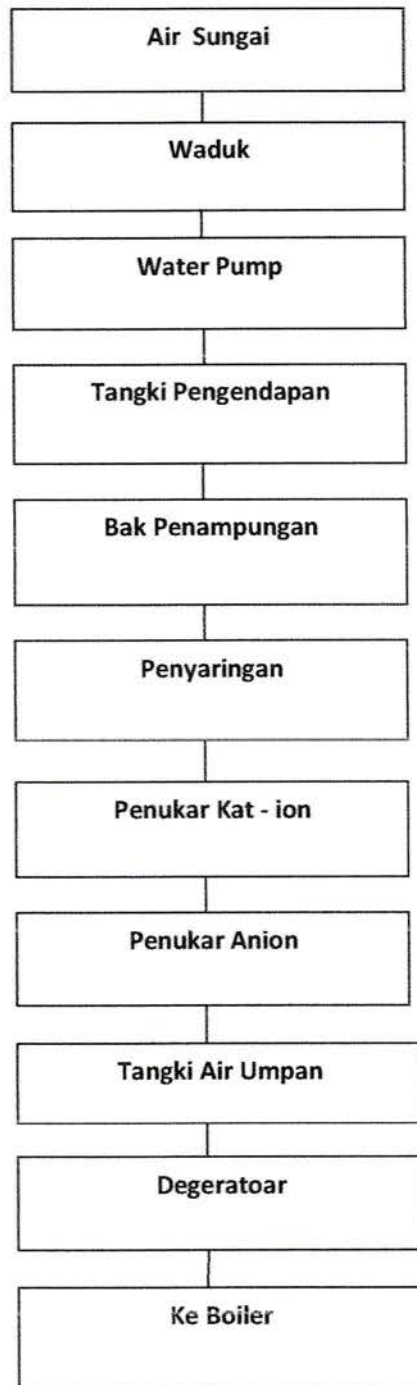 Air Sungai
Waduk
Water Pump
Tangki Pengendapan
Bak Penampungan
Penyaringan
Penukar Kat - ion
Penukar Anion
Tangki Air Umpan
Degeratoar
Ke Boiler